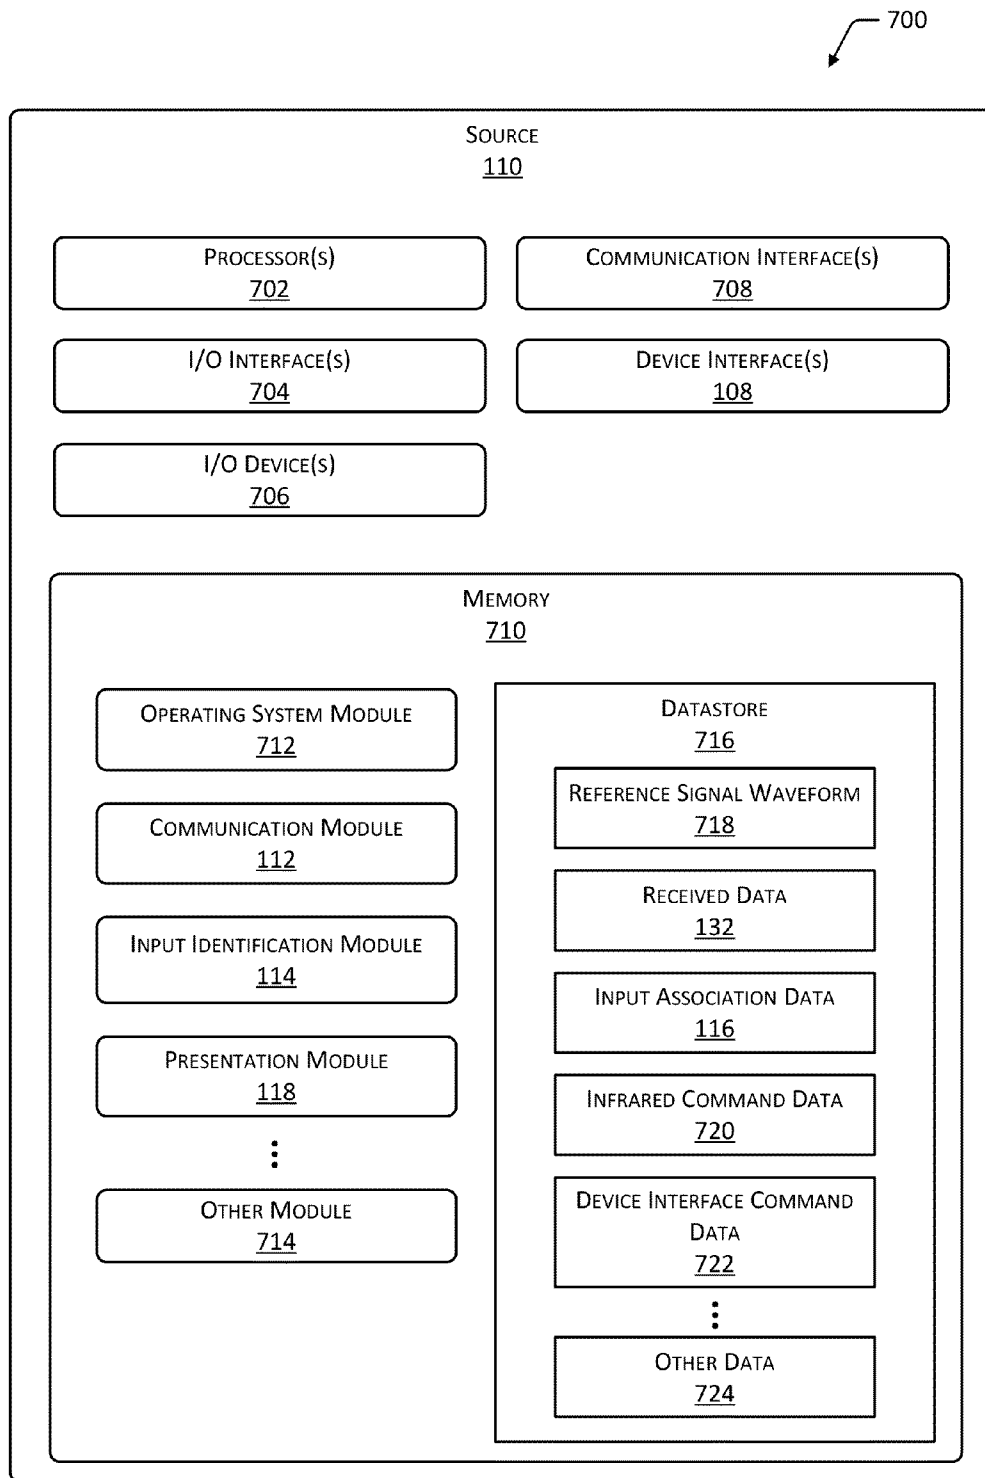 700
SOURCE
110
PROCESSOR(S)
702
COMMUNICATION INTERFACE(S)
708
I/O INTERFACE(S)
704
DEVICE INTERFACE(S)
108
I/O DEVICE(S)
706
MEMORY
710
OPERATING SYSTEM MODULE
712
COMMUNICATION MODULE
112
INPUT IDENTIFICATION MODULE
114
PRESENTATION MODULE
118
OTHER MODULE
714
DATASTORE
716
REFERENCE SIGNAL WAVEFORM
718
RECEIVED DATA
132
INPUT ASSOCIATION DATA
116
INFRARED COMMAND DATA
720
DEVICE INTERFACE COMMAND
DATA
722
OTHER DATA
724